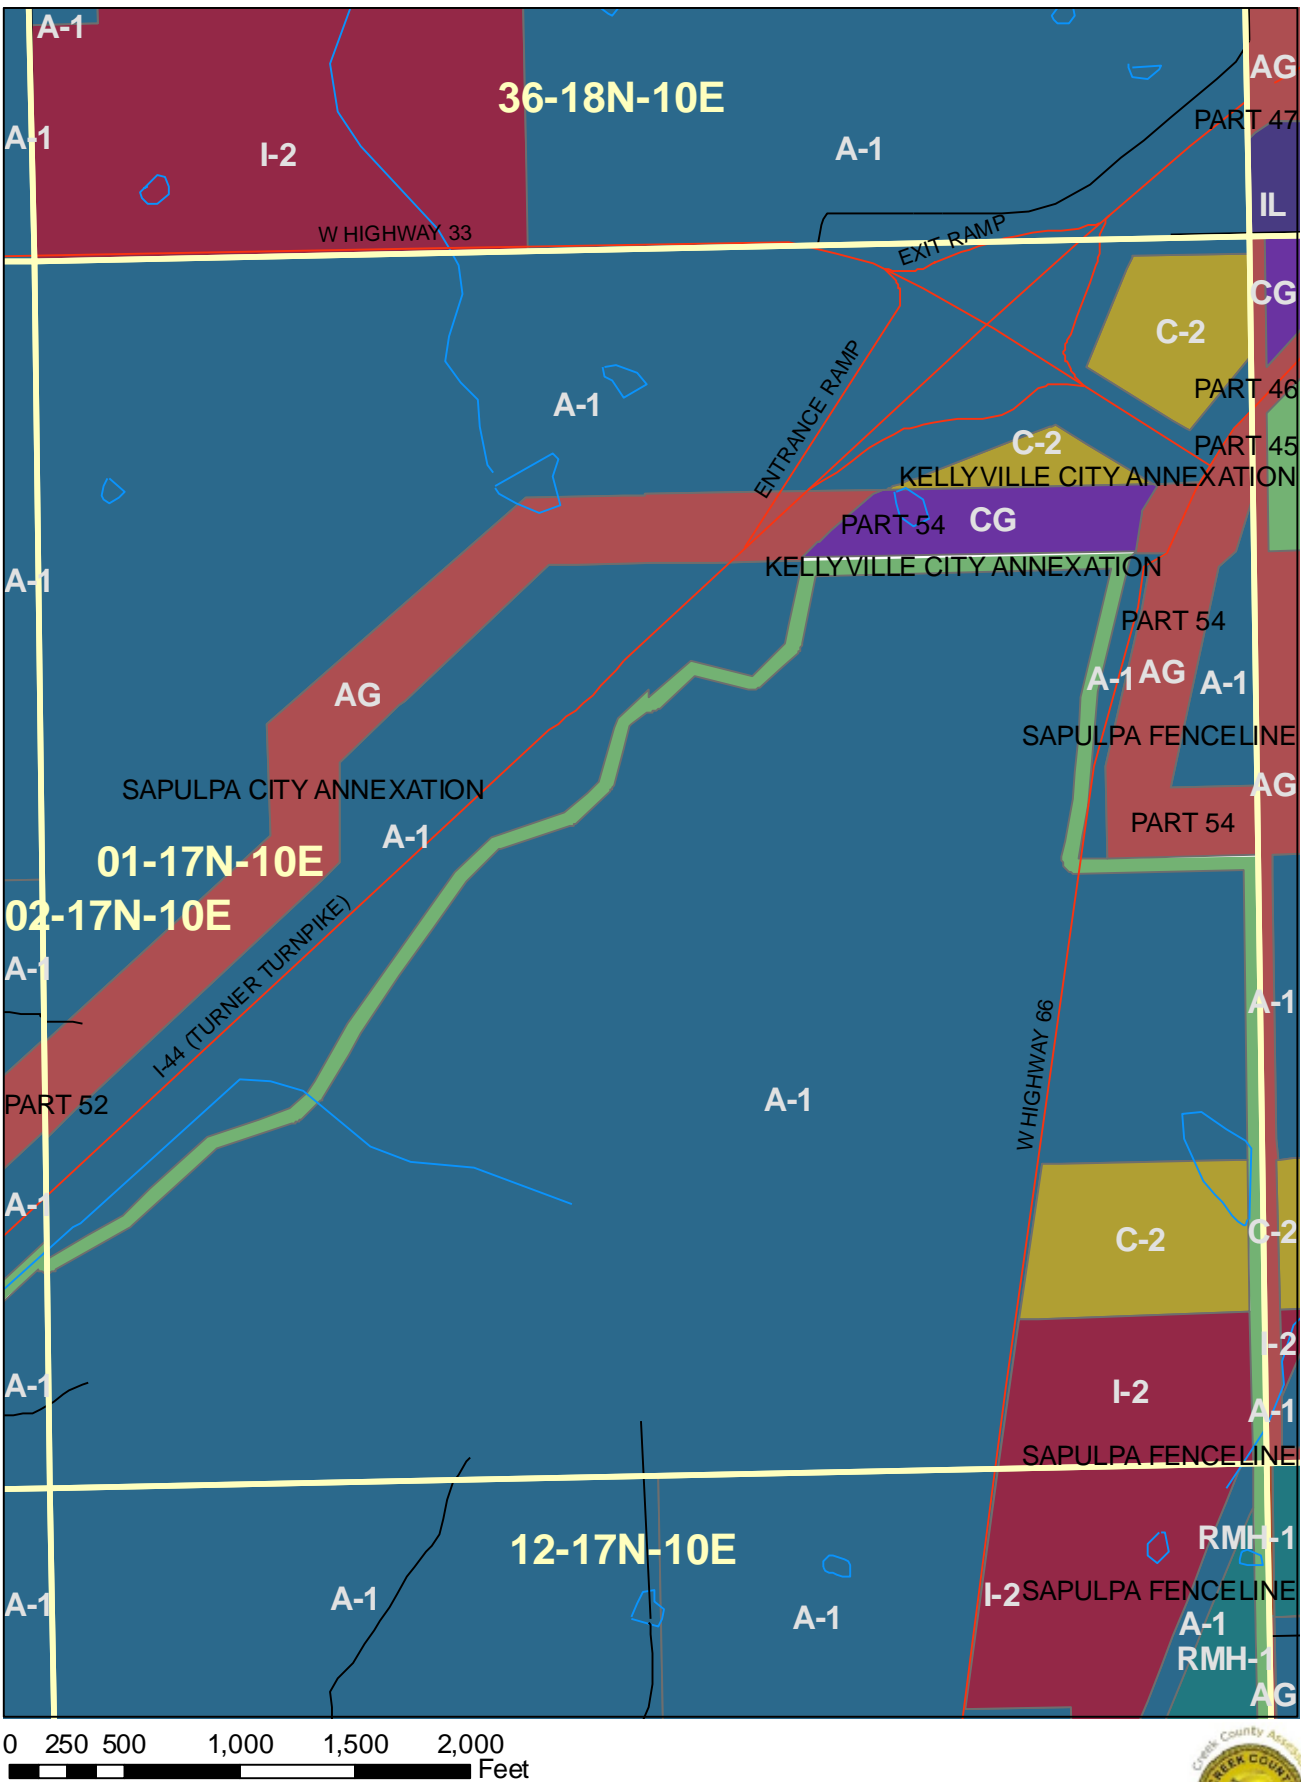 A-1
AG
36-18N-10E
PART 47
A-1
I-2
A-1
IL
W HIGHWAY 33
EXIT RAMP
CG
C-2
ENTRANCE RAMP
PART 46
A-1
C-2
PART 45
KELLYVILLE CITY ANNEXATION
PART 54
CG
KELLYVILLE CITY ANNEXATION
A-1
PART 54
AG
A-1
AG
A-1
SAPULPA FENCELINE
SAPULPA CITY ANNEXATION
AG
A-1
PART 54
01-17N-10E
02-17N-10E
I-44 (TURNER TURNPIKE)
A-1
A-1
W HIGHWAY 66
PART 52
A-1
A-1
C-2
C-2
I-2
A-1
I-2
A-1
SAPULPA FENCELINE
12-17N-10E
RMH-1
A-1
A-1
A-1
I-2
SAPULPA FENCELINE
A-1
RMH-1
AG
0 250 500 1,000 1,500 2,000
Feet
Creek County Assess
CREEK COUN